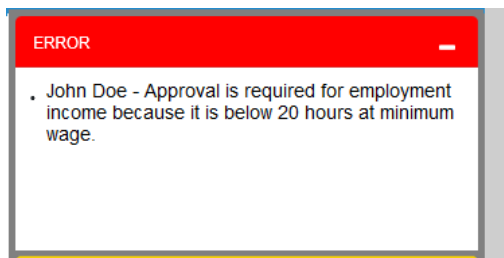 ERROR
. John Doe - Approval is required for employment
income because it is below 20 hours at minimum
wage.